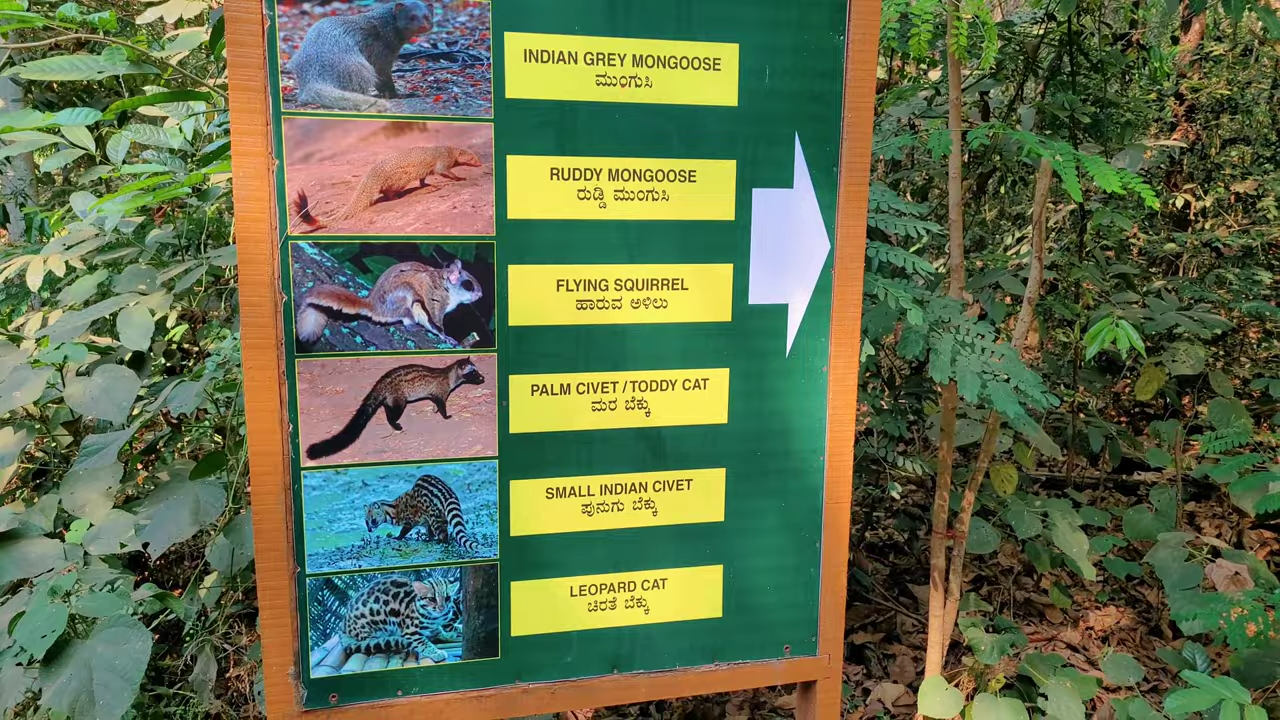 INDIAN GREY MONGOOSE
ಮುಂಗುಸಿ
RUDDY MONGOOSE
ರುಡ್ಡಿ ಮುಂಗುಸಿ
FLYING SQUIRREL
ಹಾರುವ ಅಳಿಲು
PALM CIVET / TODDY CAT
ಮರ ಬೆಕ್ಕು
SMALL INDIAN CIVET
ಪುನುಗು ಬೆಕ್ಕು
LEOPARD CAT
ಚಿರತೆ ಬೆಕ್ಕು